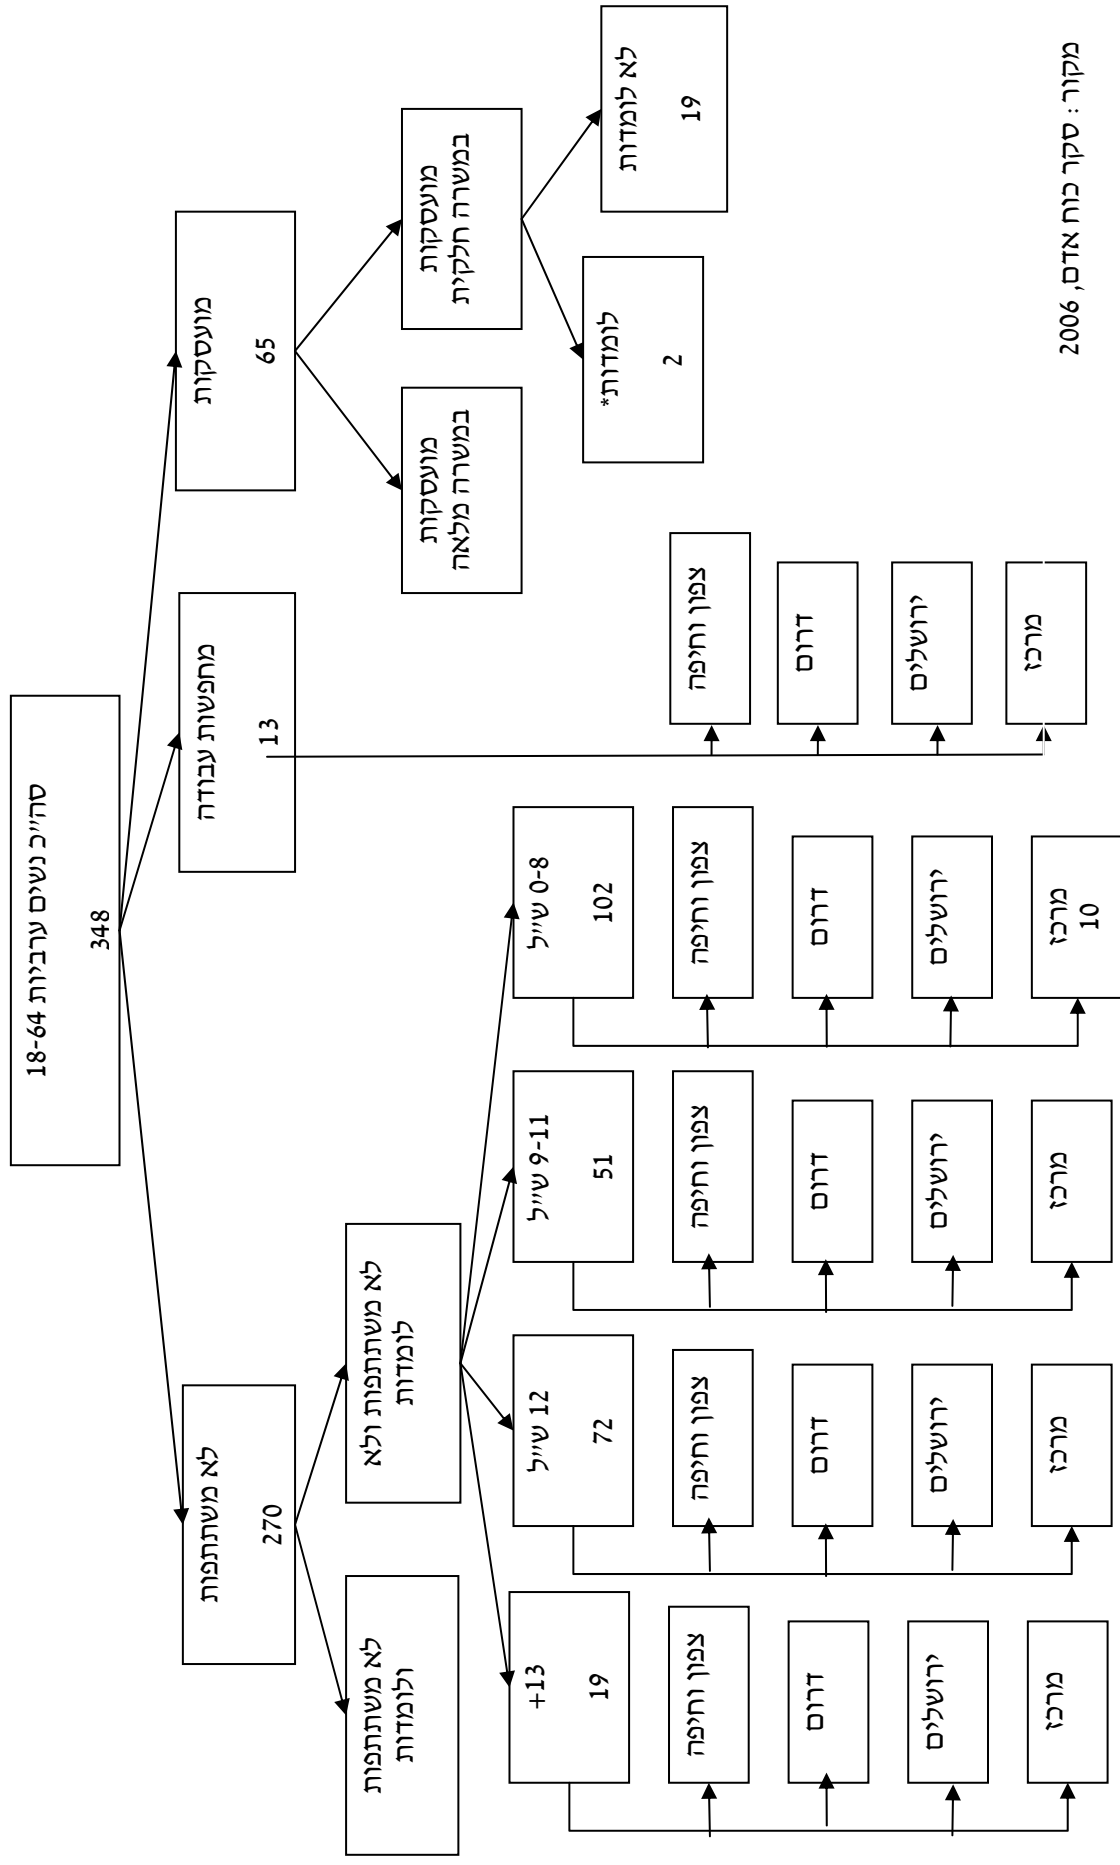 סה״כ נשים ערביות 18-64
348
מועסקות
65
מחפשות עבודה
13
לא משתתפות
270
מועסקות
במשרה חלקית
מועסקות
במשרה מלאה
לא לומדות
19
לומדות*
2
לא משתתפות ולא
לומדות
לא משתתפות
ולומדות
0-8 שי״ל
102
9-11 שי״ל
51
12 שי״ל
72
13+
19
צפון וחיפה
דרום
ירושלים
מרכז
צפון וחיפה
דרום
ירושלים
מרכז
10
צפון וחיפה
דרום
ירושלים
מרכז
צפון וחיפה
דרום
ירושלים
מרכז
צפון וחיפה
דרום
ירושלים
מרכז
מקור: סקר כוח אדם, 2006